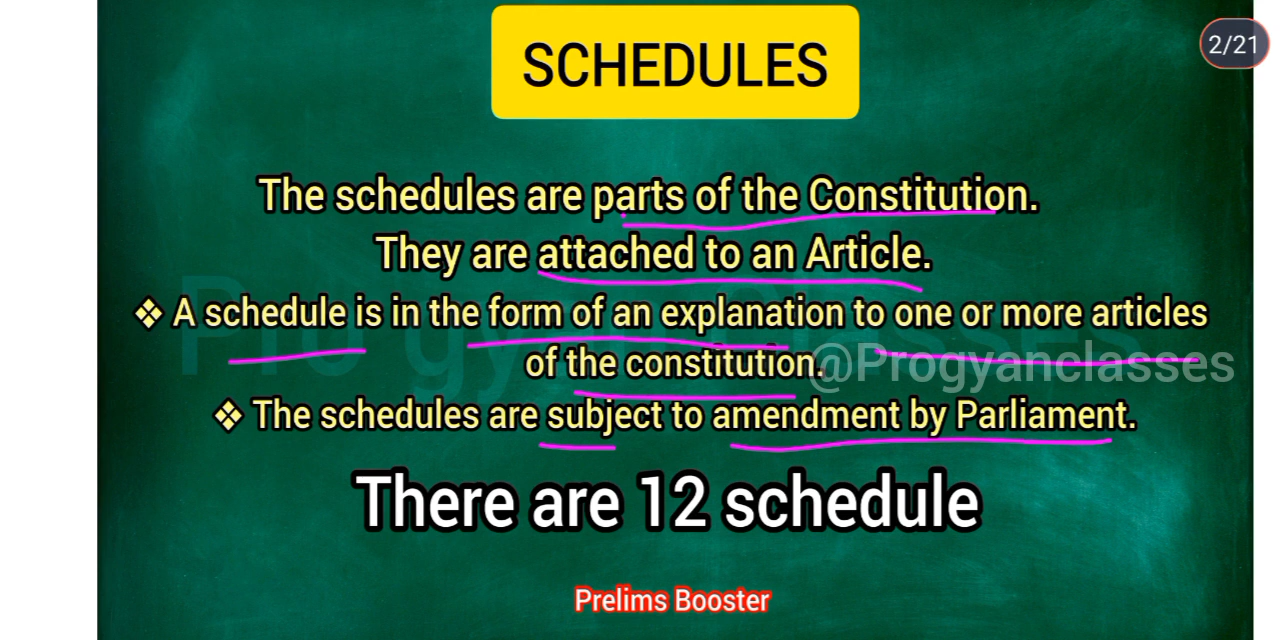 SCHEDULES
2/21
The schedules are parts of the Constitution.
They are attached to an Article.
❖ A schedule is in the form of an explanation to one or more articles
of the constitution.
@Progyanclasses
❖ The schedules are subject to amendment by Parliament.
There are 12 schedule
Prelims Booster